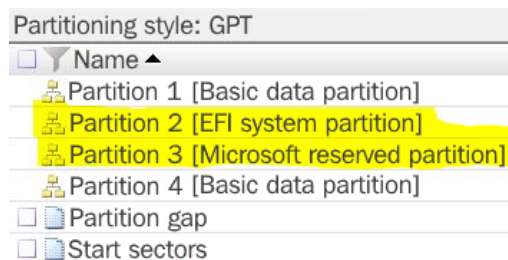 Partitioning style: GPT
Name
Partition 1 [Basic data partition]
Partition 2 [EFI system partition]
Partition 3 [Microsoft reserved partition]
Partition 4 [Basic data partition]
Partition gap
Start sectors